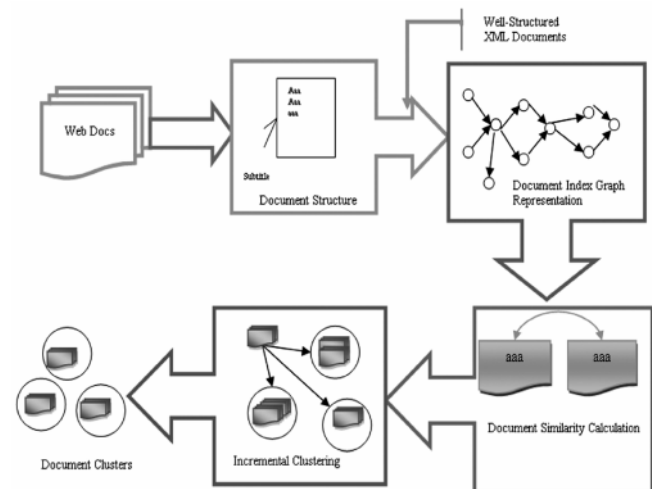 Well-Structured
XML Documents
Web Docs
Aaa
Aaa
aaa
Subtitle
Document Structure
Document Index Graph
Representation
aaa
aaa
Document Similarity Calculation
Incremental Clustering
Document Clusters